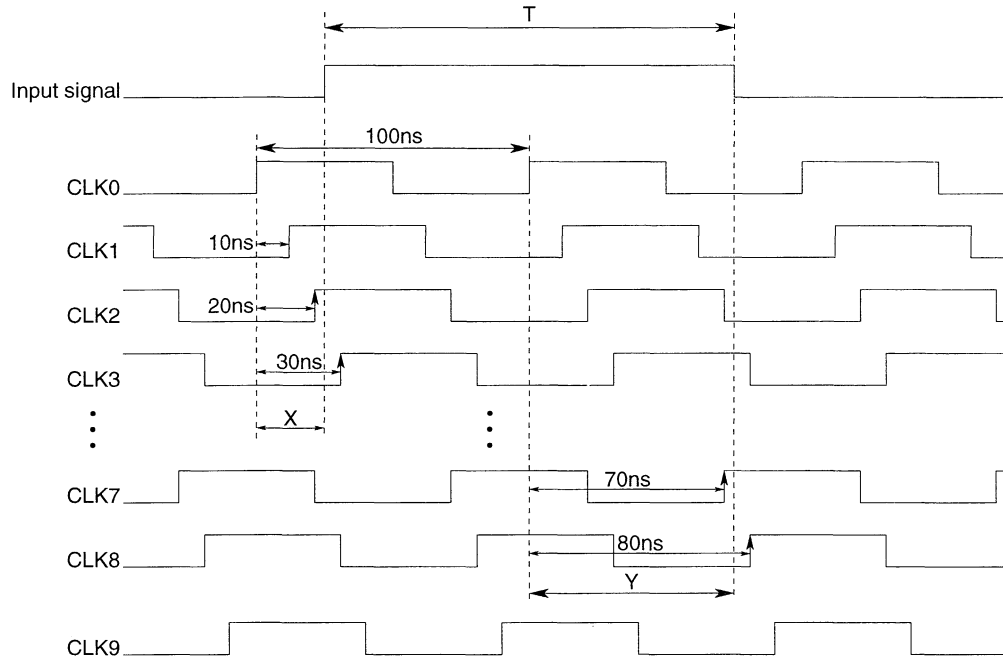 T
Input signal
100ns
CLK0
CLK1
10ns
CLK2
20ns
CLK3
30ns
X
CLK7
70ns
CLK8
80ns
Y
CLK9